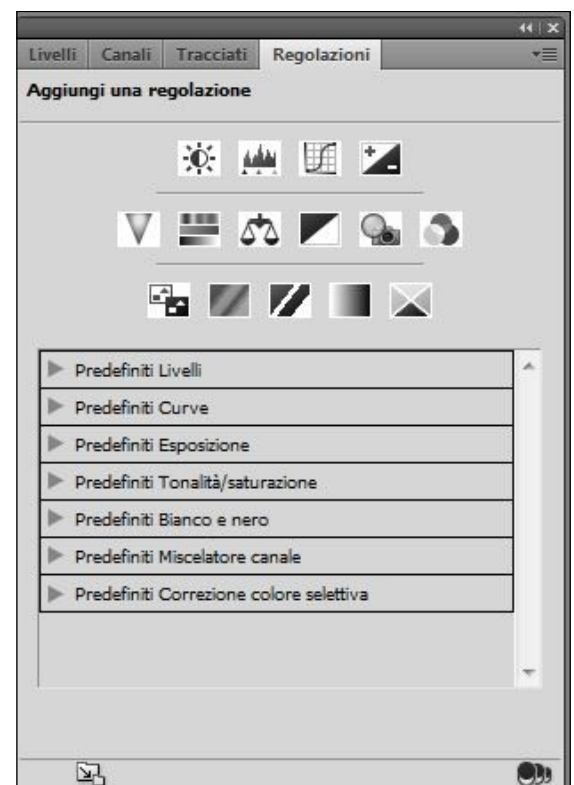 Livelli Canali Tracciati Regolazioni
Aggiungi una regolazione
Predefiniti Livelli
Predefiniti Curve
Predefiniti Esposizione
Predefiniti Tonalità/saturazione
Predefiniti Bianco e nero
Predefiniti Miscelatore canale
Predefiniti Correzione colore selettiva